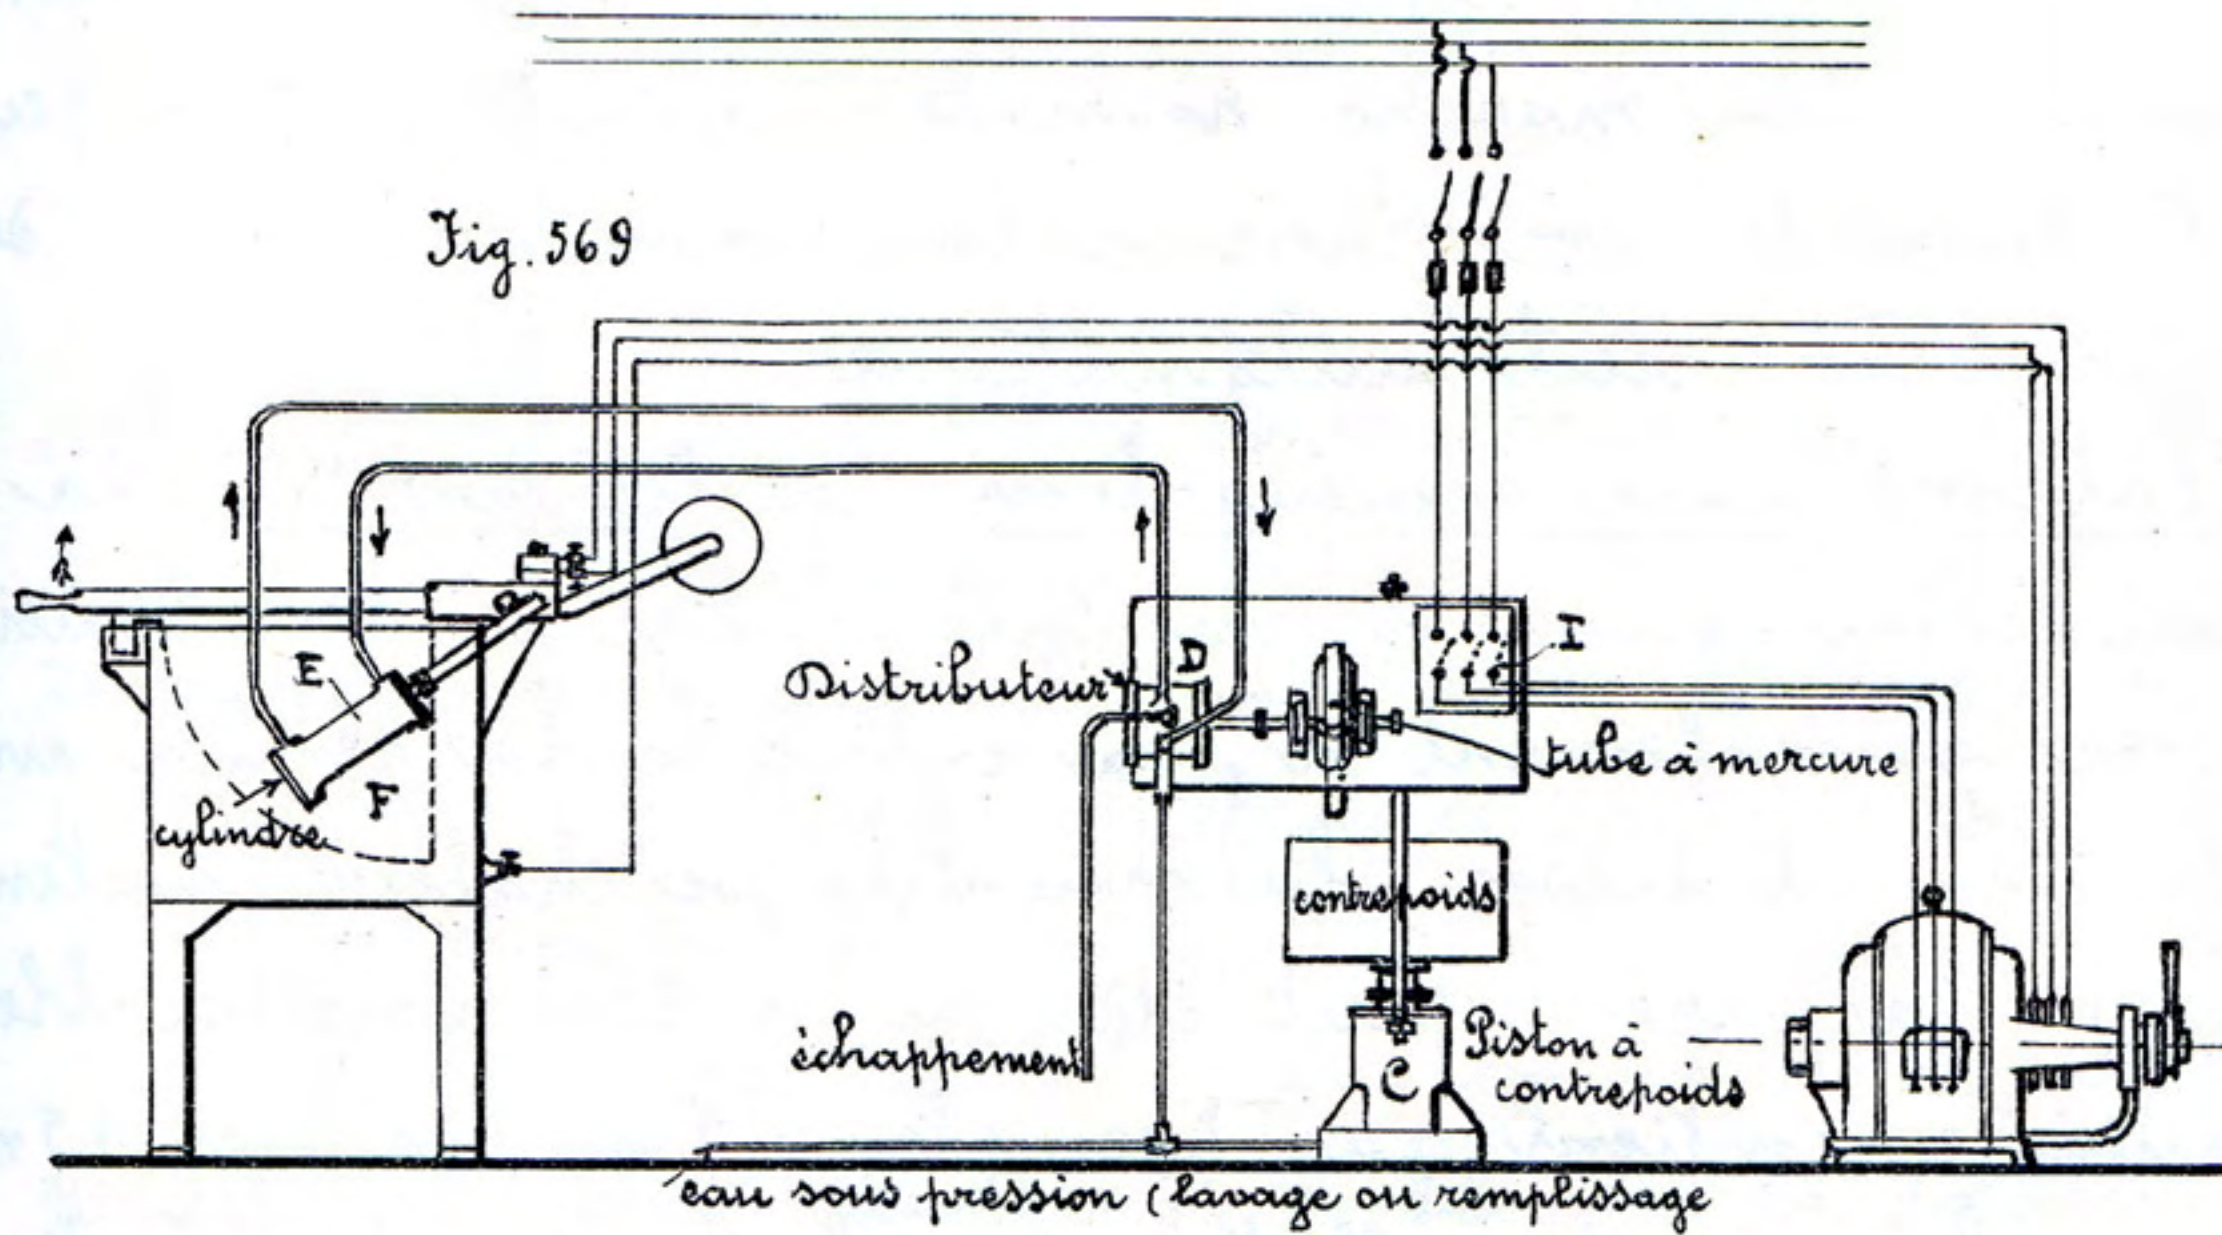 Fig. 569
E
D
I
Distributeur
tube à mercure
cylindre
F
contrepoids
échappement
C
Piston à
contrepoids
eau sous pression (lavage ou remplissage